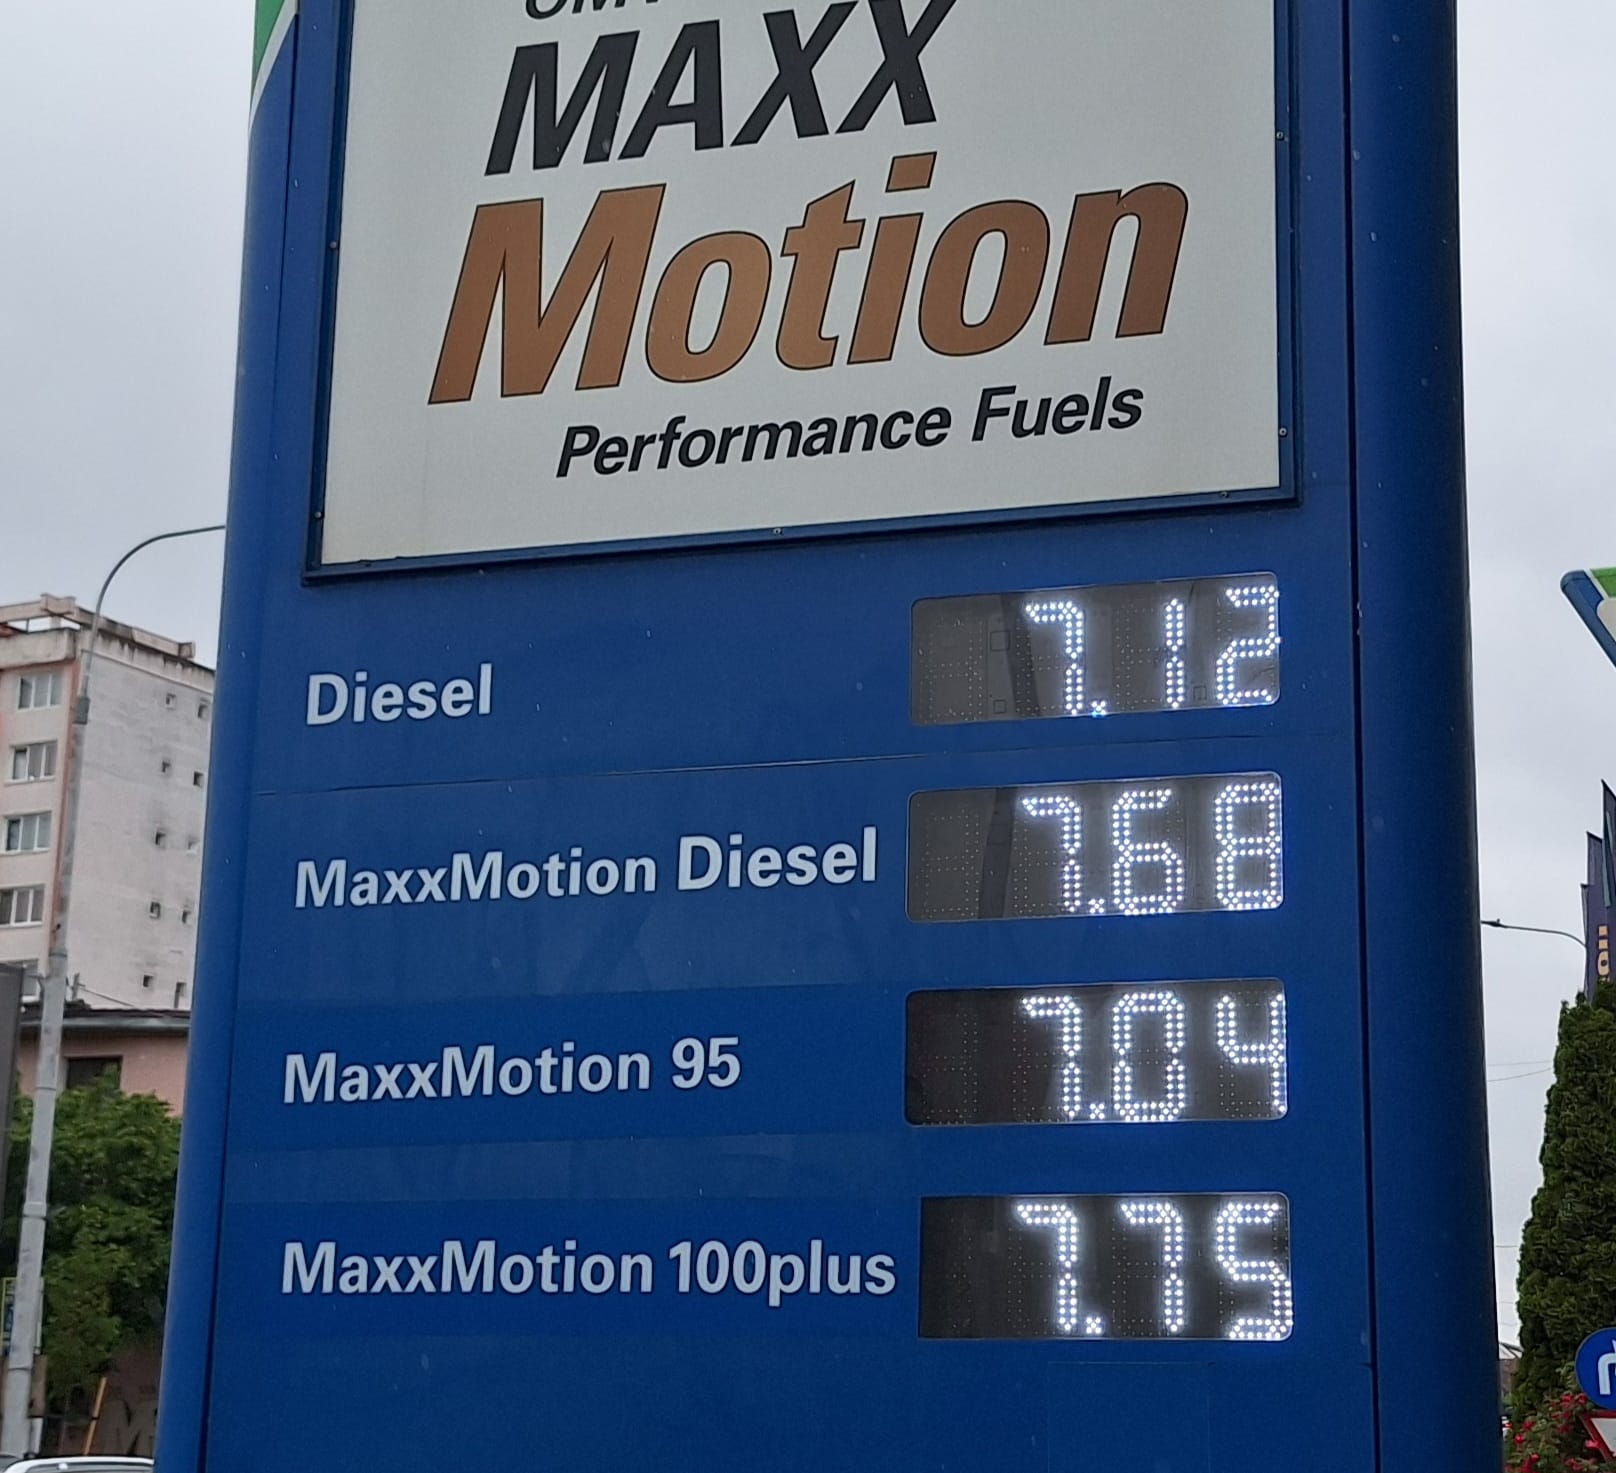 MAXX
Motion
Performance Fuels
Diesel 7.12
MaxxMotion Diesel 7.68
MaxxMotion 95 7.04
MaxxMotion 100plus 7.75